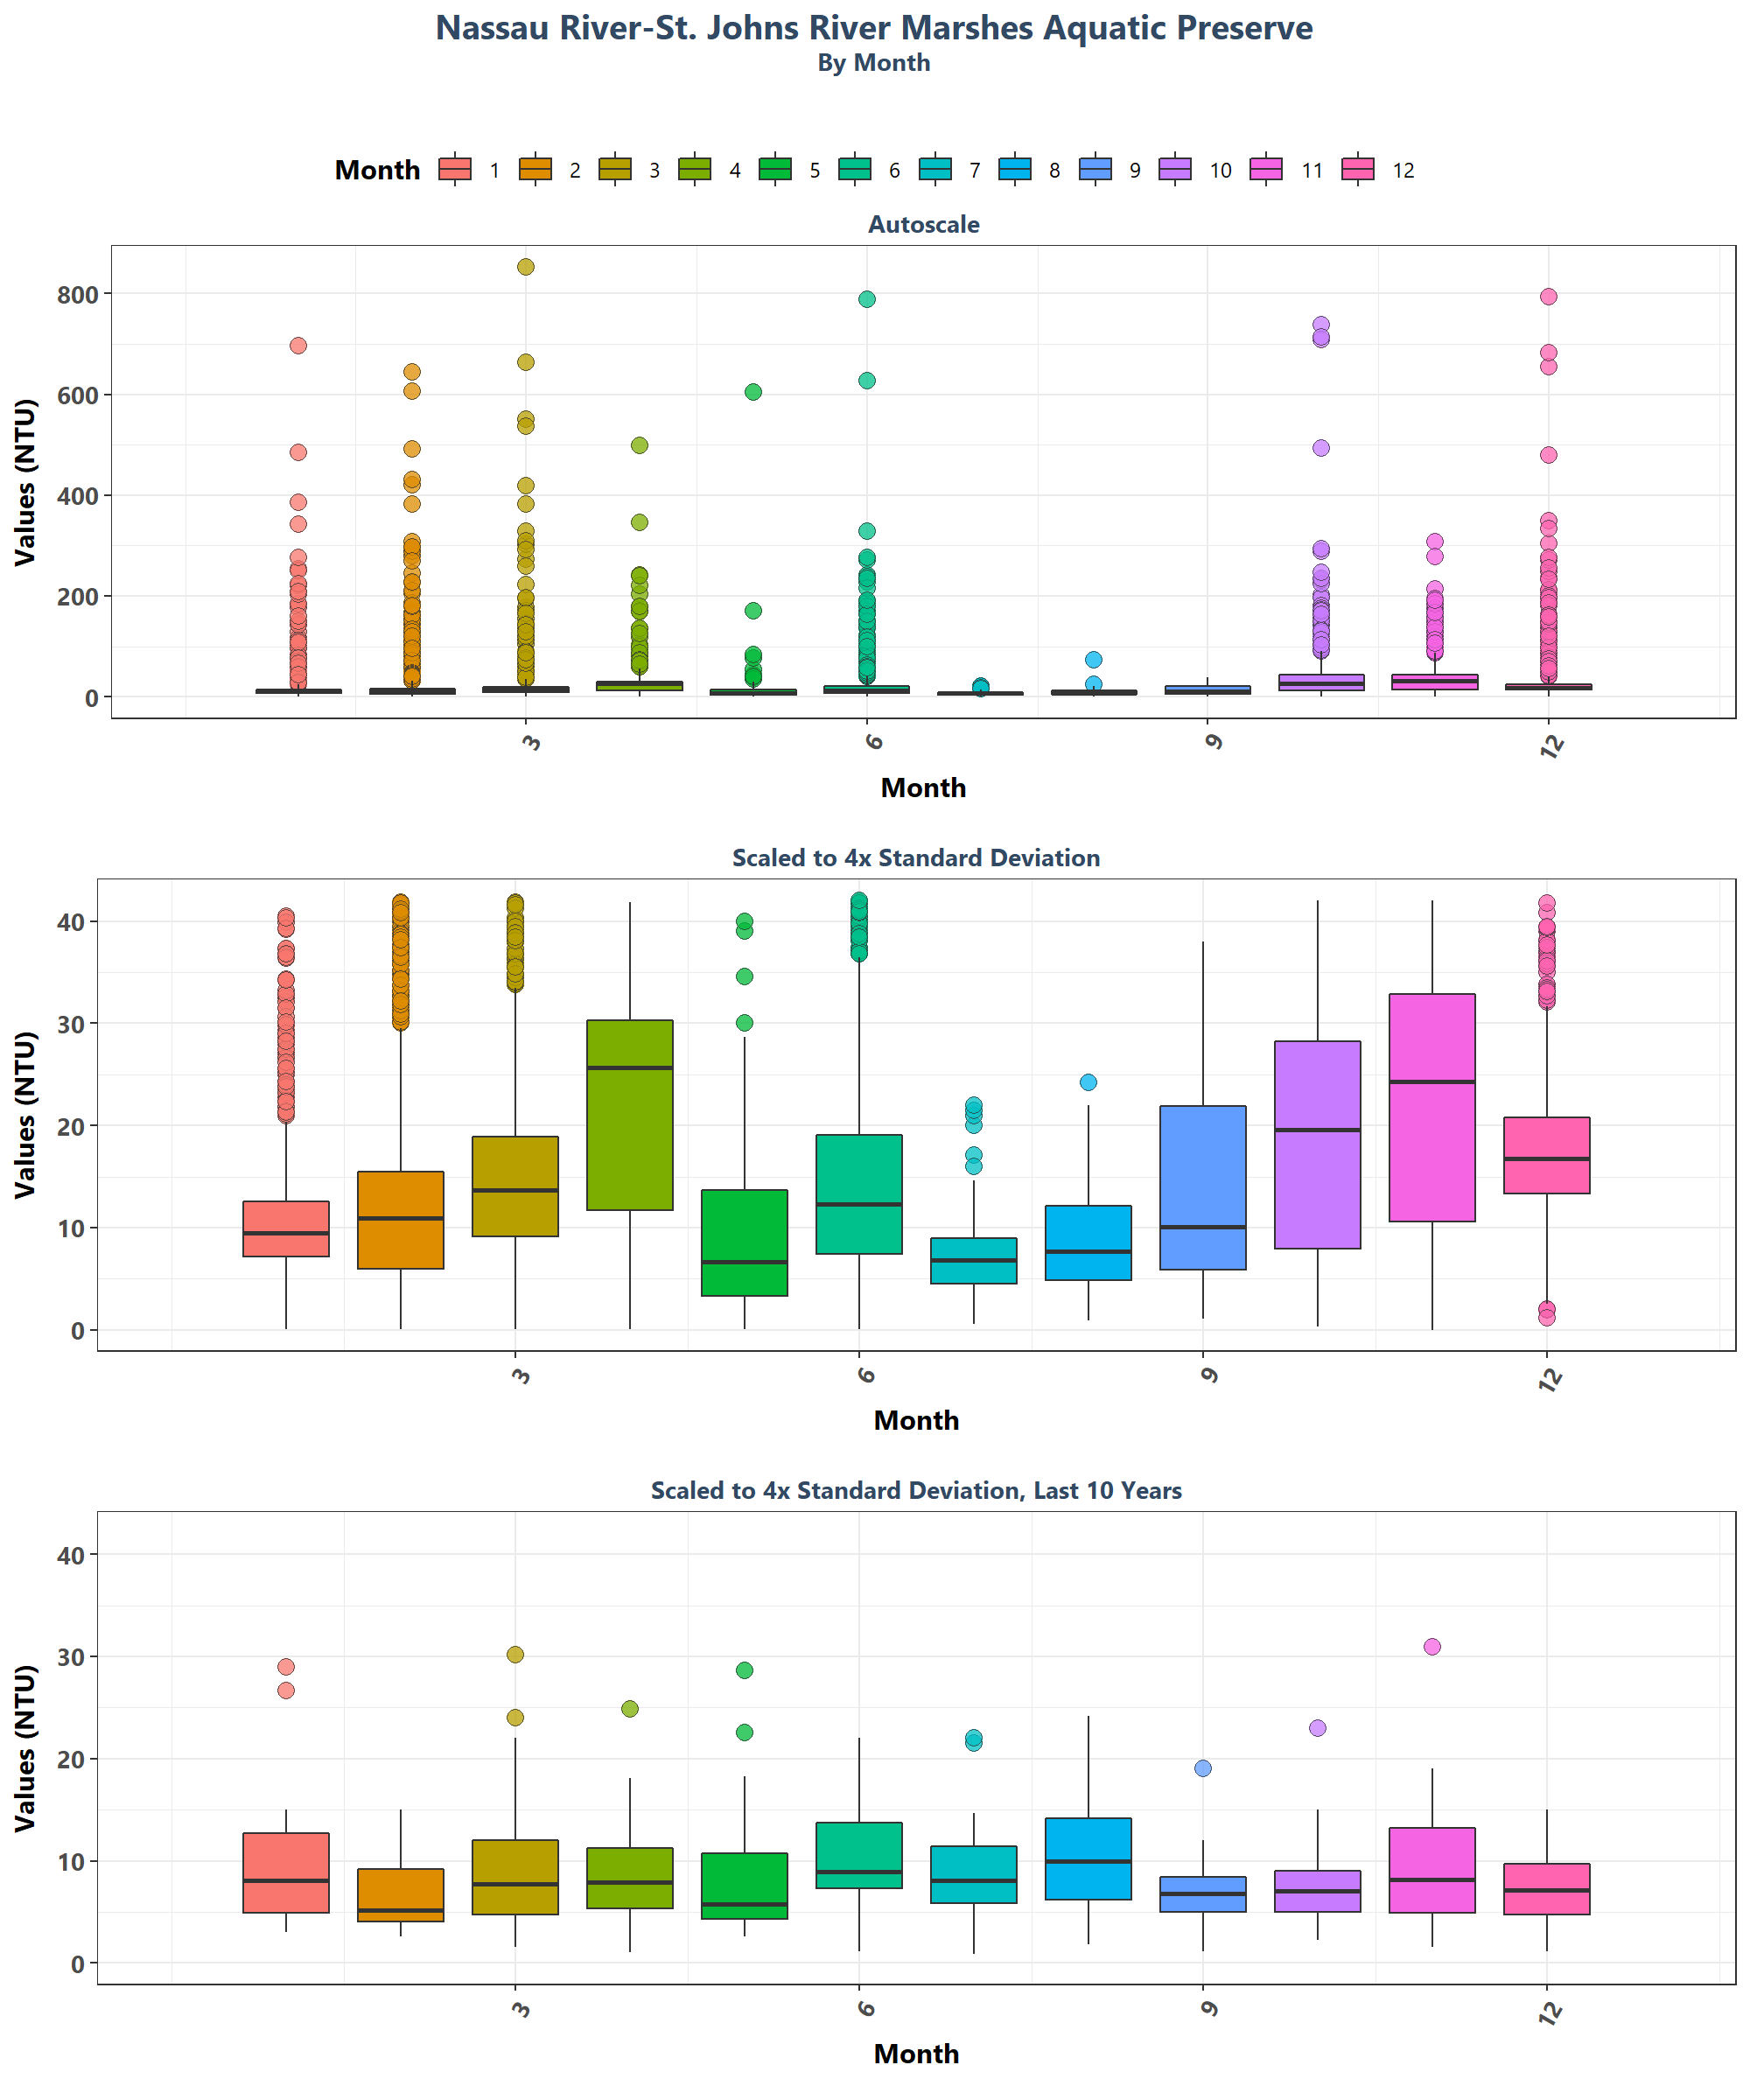 Nassau River-St. Johns River Marshes Aquatic Preserve
By Month
Month 1 2 3 4 5 6 7 8 9 10 11 12
Autoscale
Values (NTU)
800
600
400
200
0
3 6 9 12
Month
Scaled to 4x Standard Deviation
Values (NTU)
40
30
20
10
0
3 6 9 12
Month
Scaled to 4x Standard Deviation, Last 10 Years
Values (NTU)
40
30
20
10
0
3 6 9 12
Month